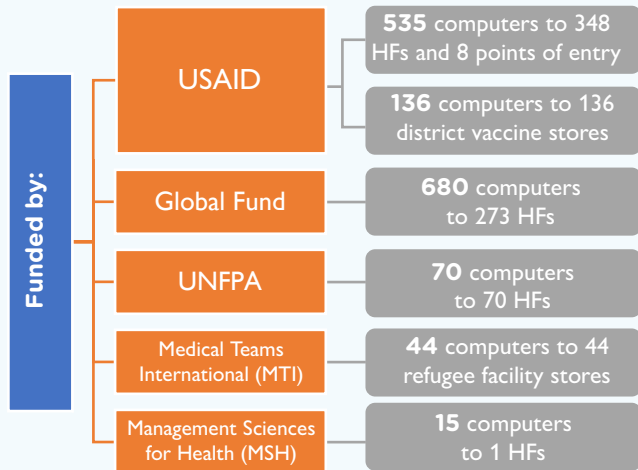 Funded by:
USAID
535 computers to 348
HFs and 8 points of entry
136 computers to 136
district vaccine stores
Global Fund
680 computers
to 273 HFs
UNFPA
70 computers
to 70 HFs
Medical Teams
International (MTI)
44 computers to 44
refugee facility stores
Management Sciences
for Health (MSH)
15 computers
to 1 HFs